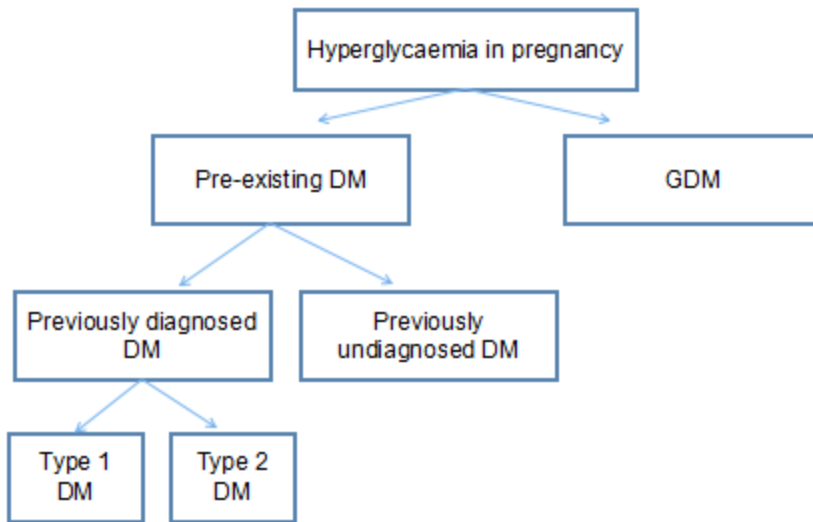 Hyperglycaemia in pregnancy
Pre-existing DM
GDM
Previously diagnosed
DM
Previously
undiagnosed DM
Type 1
DM
Type 2
DM